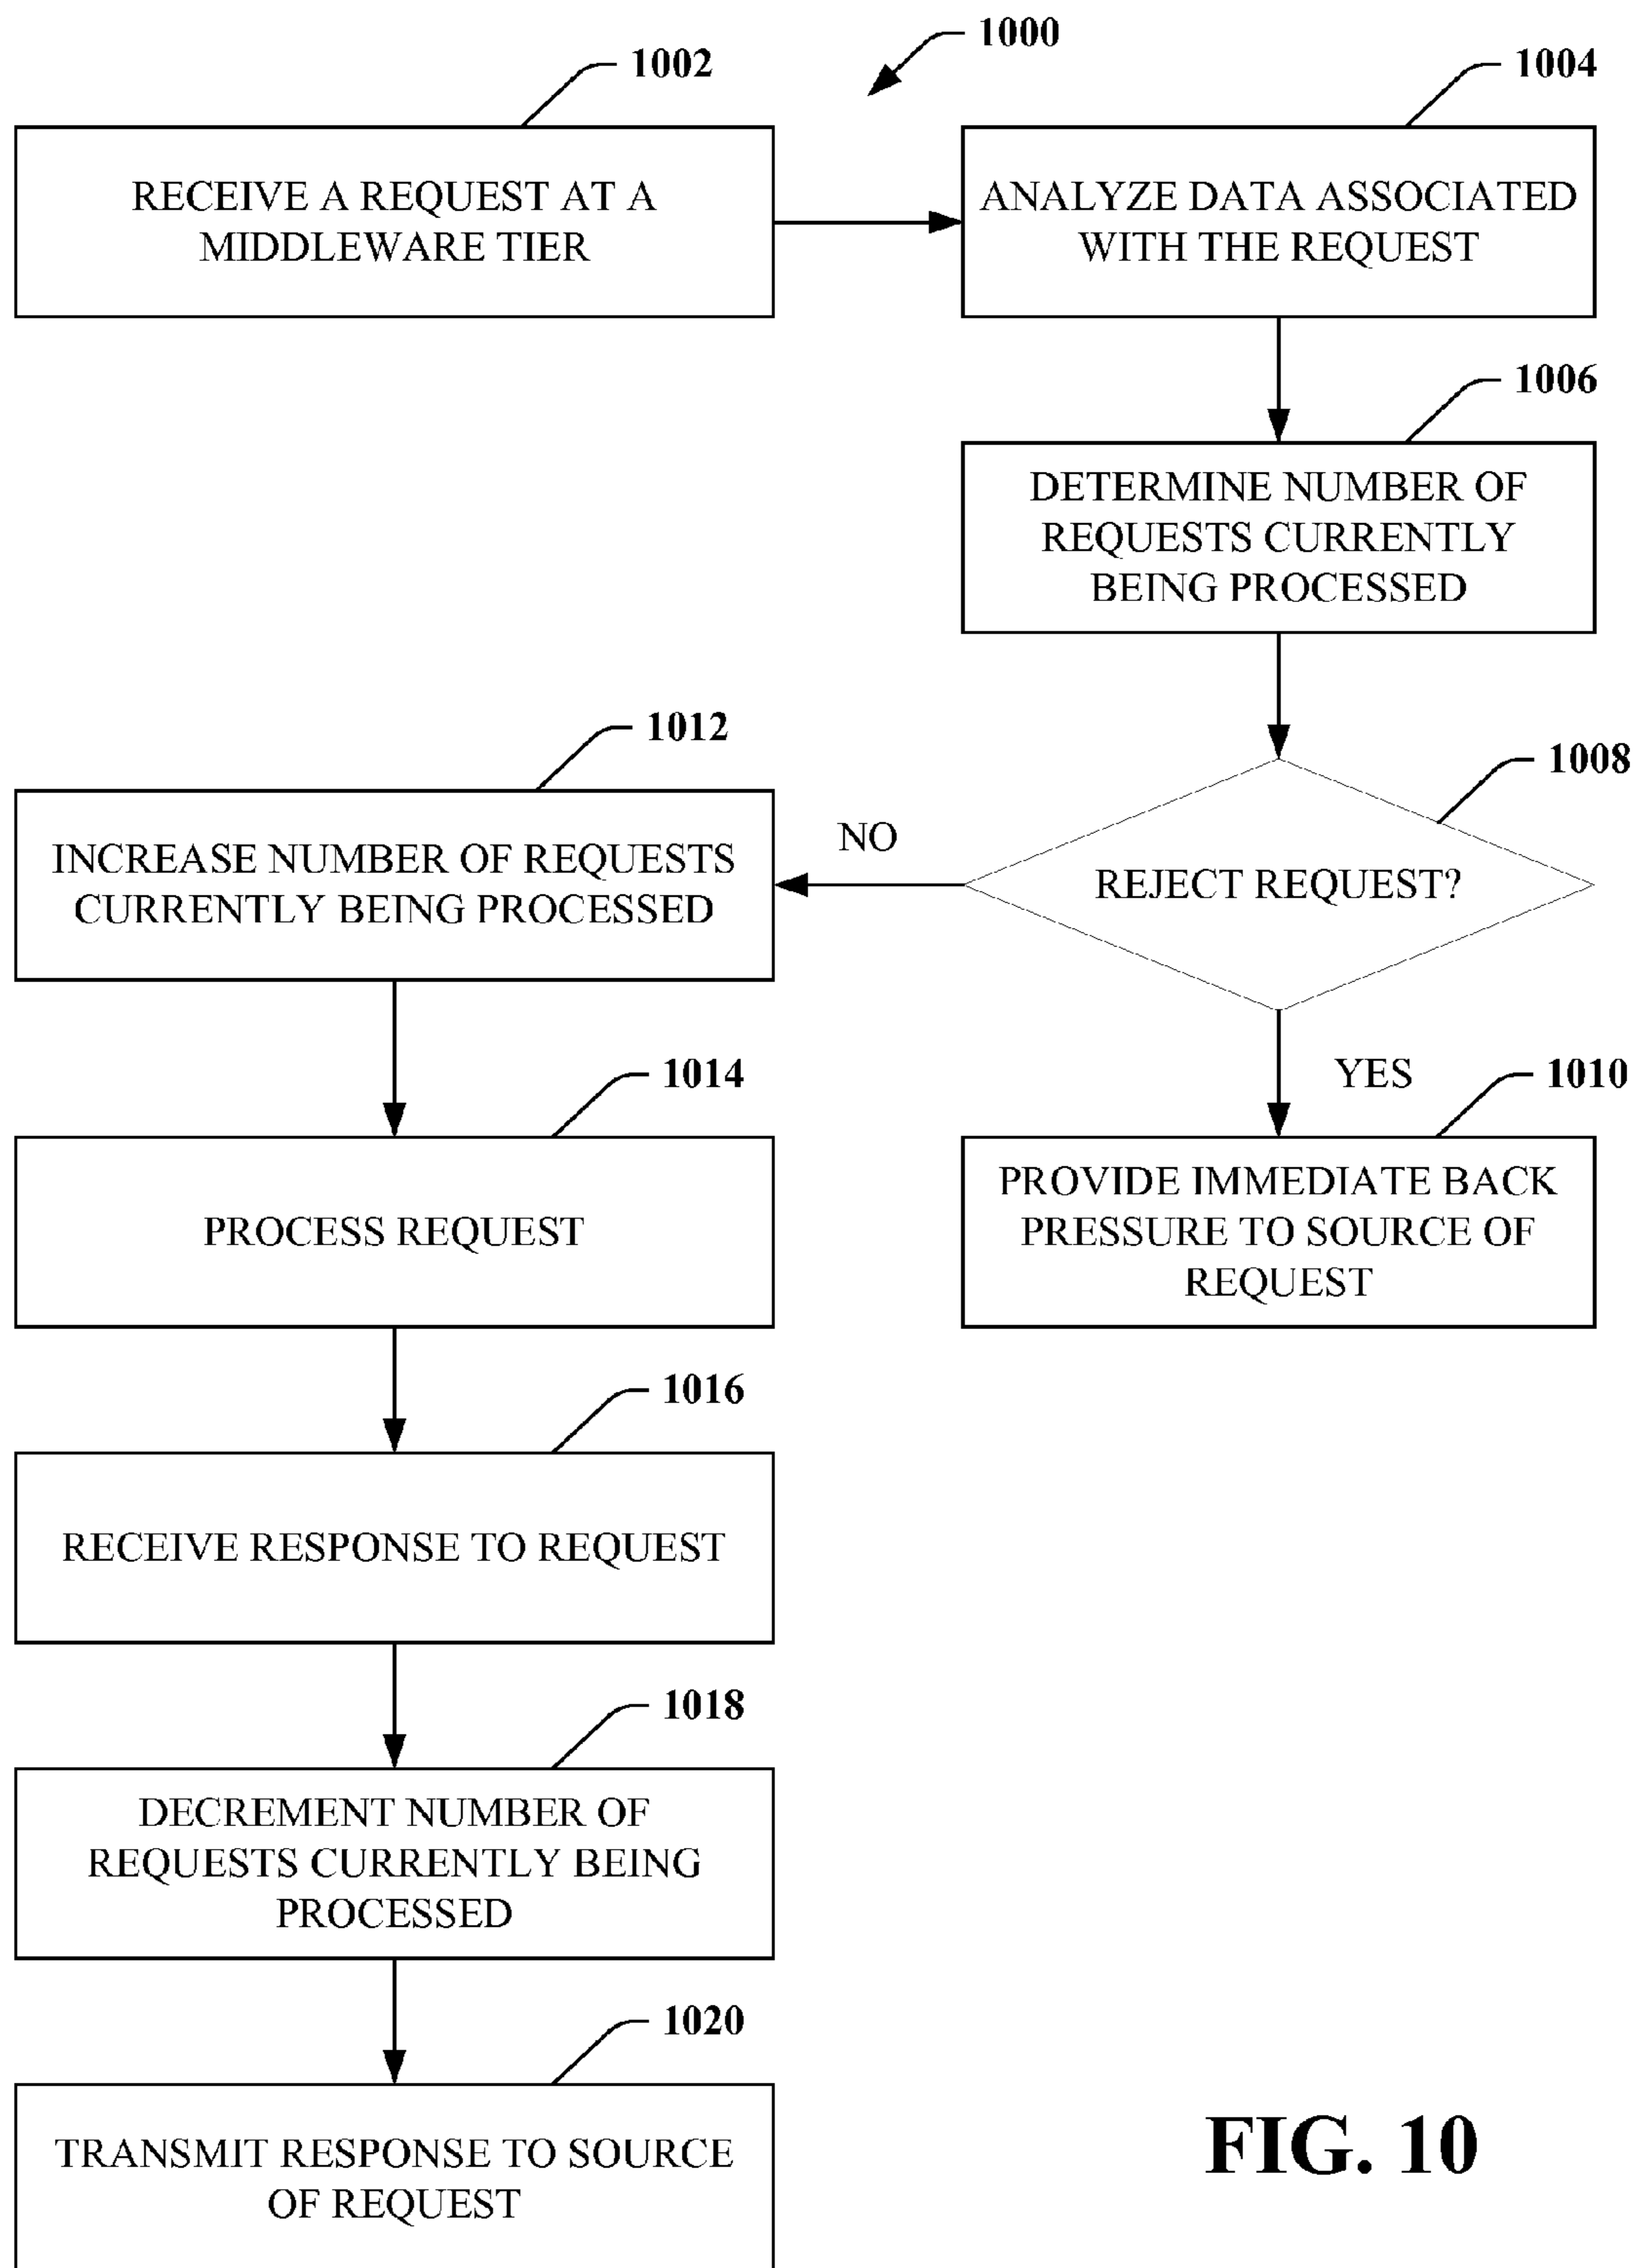 1000
1002
RECEIVE A REQUEST AT A
MIDDLEWARE TIER
1004
ANALYZE DATA ASSOCIATED
WITH THE REQUEST
1006
DETERMINE NUMBER OF
REQUESTS CURRENTLY
BEING PROCESSED
1008
REJECT REQUEST?
YES
1010
PROVIDE IMMEDIATE BACK
PRESSURE TO SOURCE OF
REQUEST
NO
1012
INCREASE NUMBER OF REQUESTS
CURRENTLY BEING PROCESSED
1014
PROCESS REQUEST
1016
RECEIVE RESPONSE TO REQUEST
1018
DECREMENT NUMBER OF
REQUESTS CURRENTLY BEING
PROCESSED
1020
TRANSMIT RESPONSE TO SOURCE
OF REQUEST
FIG. 10